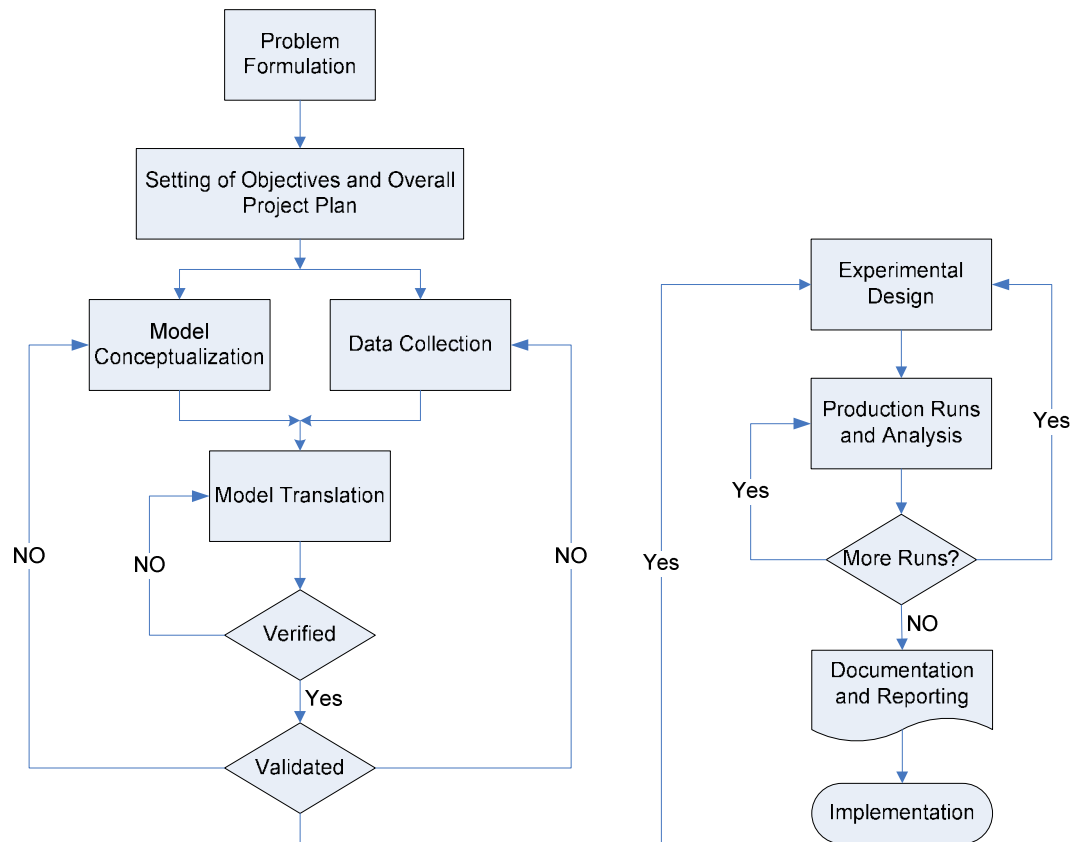 Problem
Formulation
Setting of Objectives and Overall
Project Plan
Model
Conceptualization
Data Collection
Model Translation
NO
NO
NO
Verified
Yes
Validated
Experimental
Design
Production Runs
and Analysis
Yes
Yes
Yes
More Runs?
NO
Documentation
and Reporting
Implementation